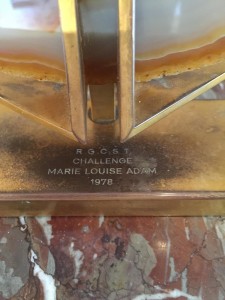 R.G.C.S.T.
CHALLENGE
MARIE LOUISE ADAM
1978